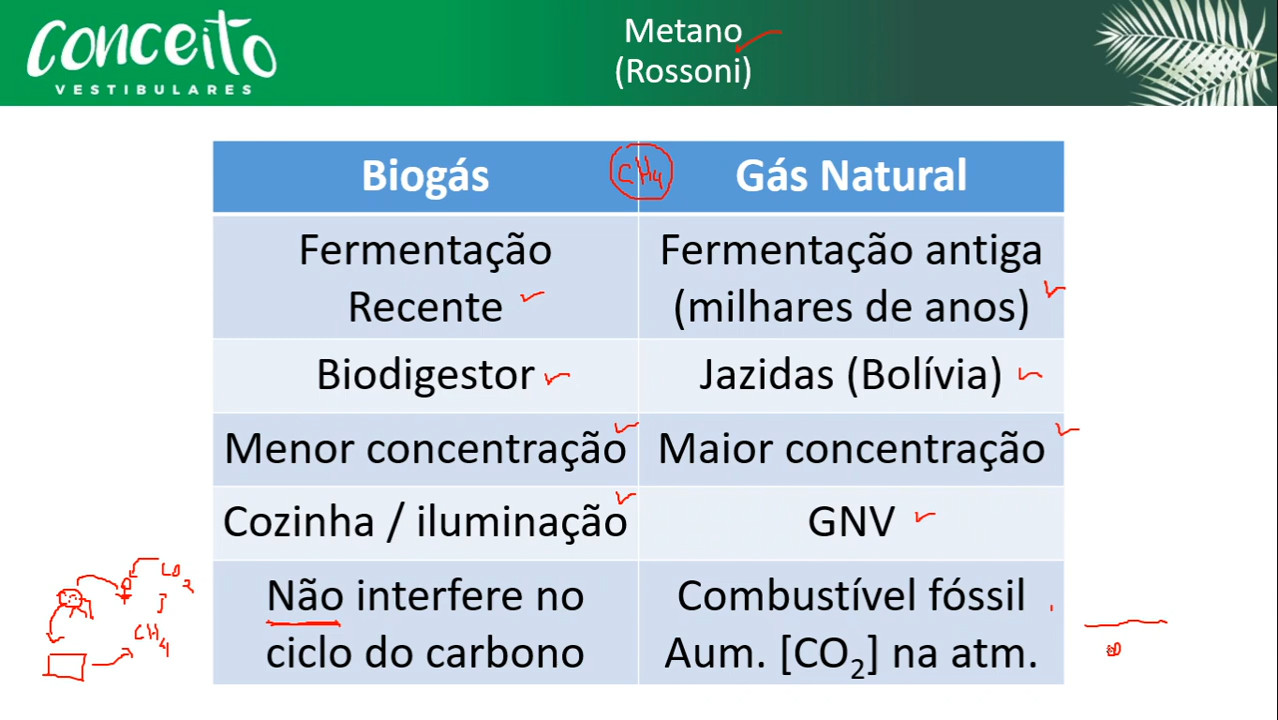 conceito
VESTIBULARES
Metano
(Rossoni)
Biogás
CH4
Gás Natural
Fermentação
Recente
Fermentação antiga
(milhares de anos)
Biodigestor
Jazidas (Bolívia)
Menor concentração
Maior concentração
Cozinha / iluminação
GNV
Não interfere no
ciclo do carbono
Combustível fóssil
Aum. [CO₂] na atm.
CO2
CH4